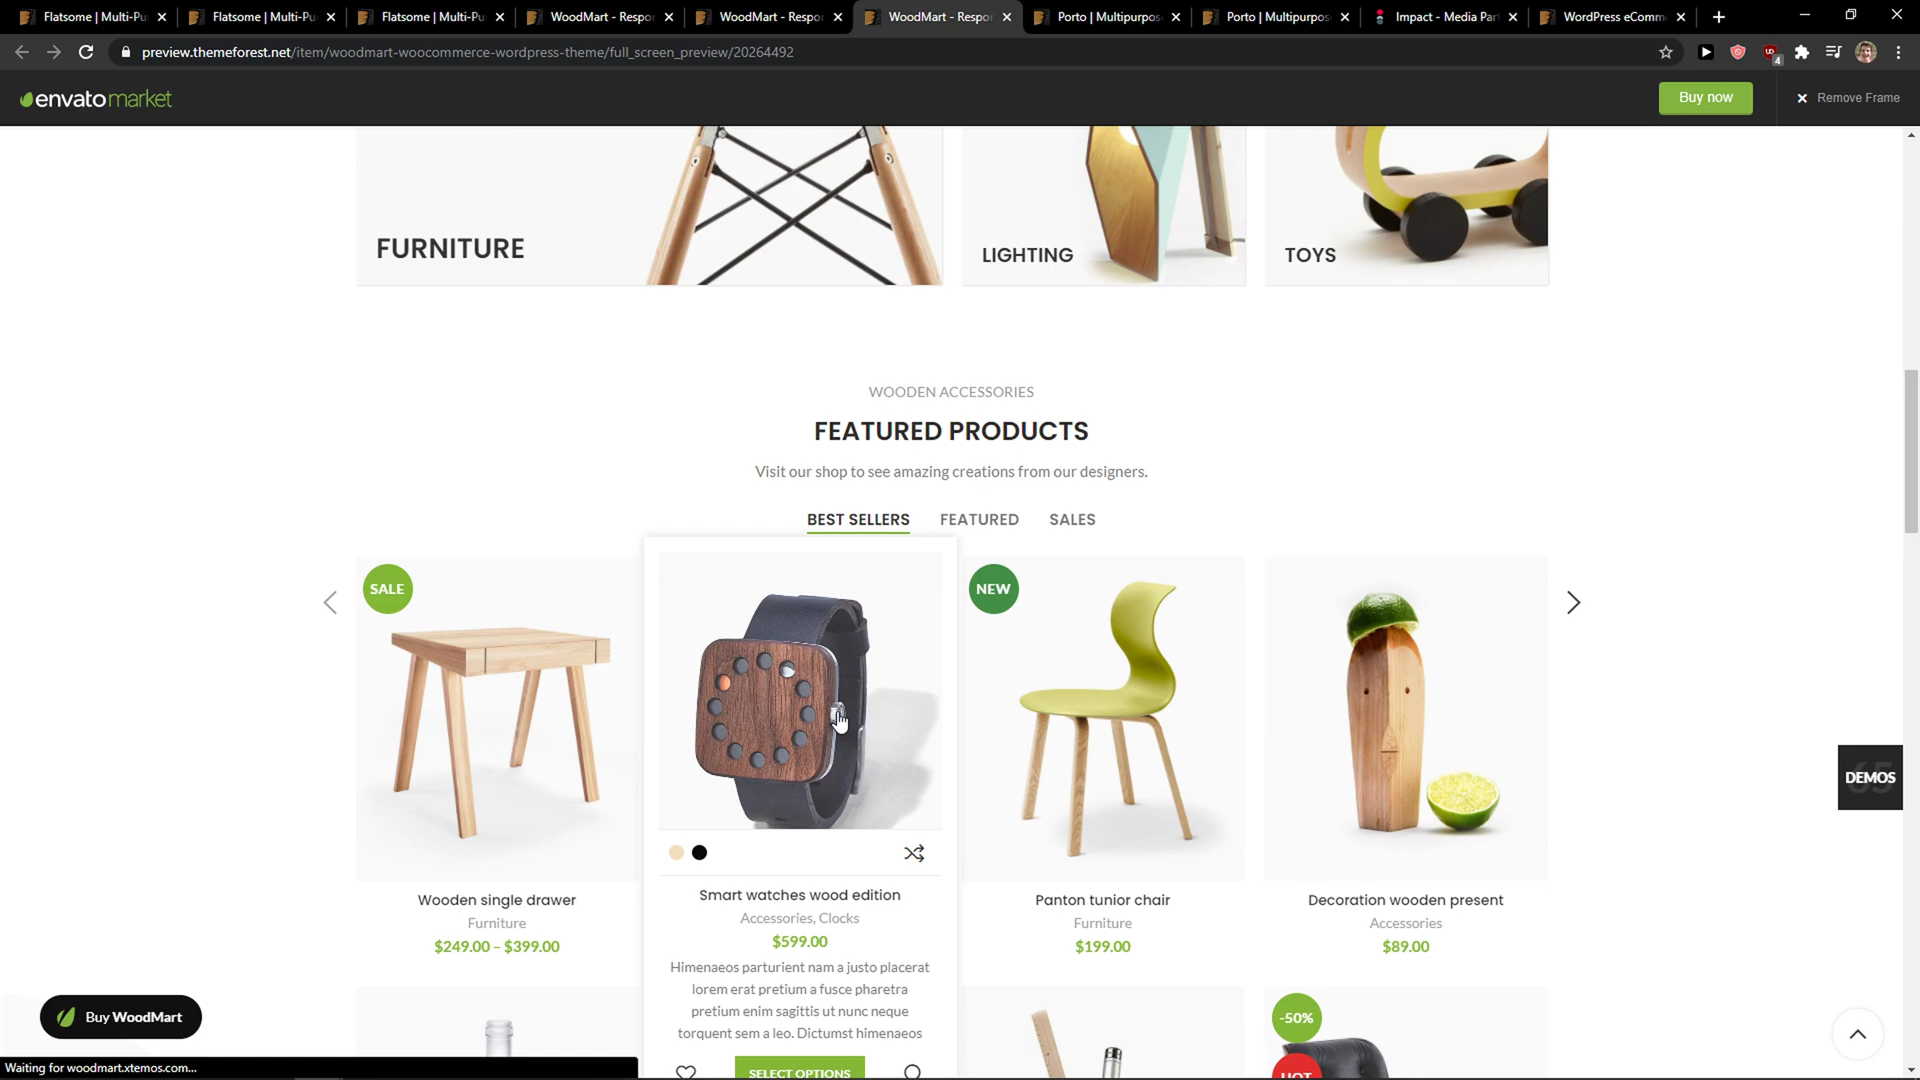 Flatsome | Multi-Pu
Flatsome | Multi-Pu
Flatsome | Multi-Pu
WoodMart - Respo
WoodMart - Respo
WoodMart - Respo
Porto | Multipurpos
Porto | Multipurpos
Impact - Media Par
WordPress eComm
preview.themeforest.net/item/woodmart-woocommerce-wordpress-theme/full_screen_preview/20264492
4
envatomarket
Buy now
Remove Frame
FURNITURE
LIGHTING
TOYS
WOODEN ACCESSORIES
FEATURED PRODUCTS
Visit our shop to see amazing creations from our designers.
BEST SELLERS
FEATURED
SALES
SALE
NEW
65
DEMOS
Wooden single drawer
Furniture
$249.00 – $399.00
Smart watches wood edition
Accessories, Clocks
$599.00
Himenaeos parturient nam a justo placerat
lorem erat pretium a fusce pharetra
pretium enim sagittis ut nunc neque
torquent sem a leo. Dictumst himenaeos
SELECT OPTIONS
Panton tunior chair
Furniture
$199.00
Decoration wooden present
Accessories
$89.00
-50%
HOT
Buy WoodMart
Waiting for woodmart.xtemos.com...